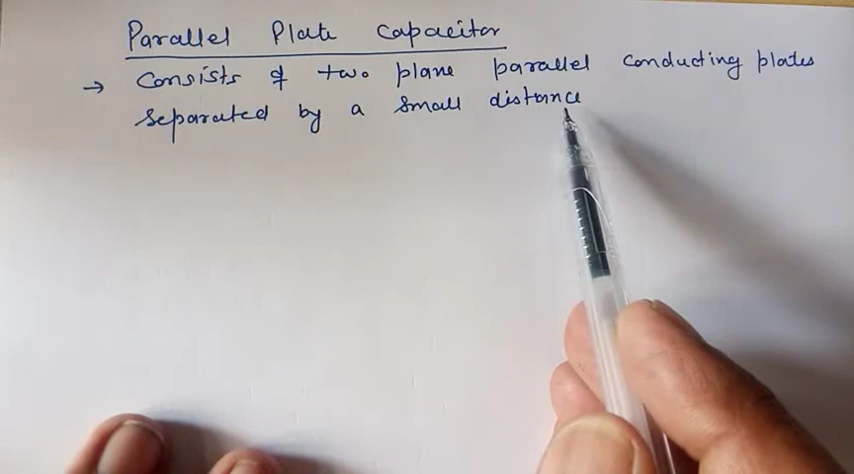 Parallel Plate Capacitor
→ Consists of two plane parallel conducting plates
separated by a small distance